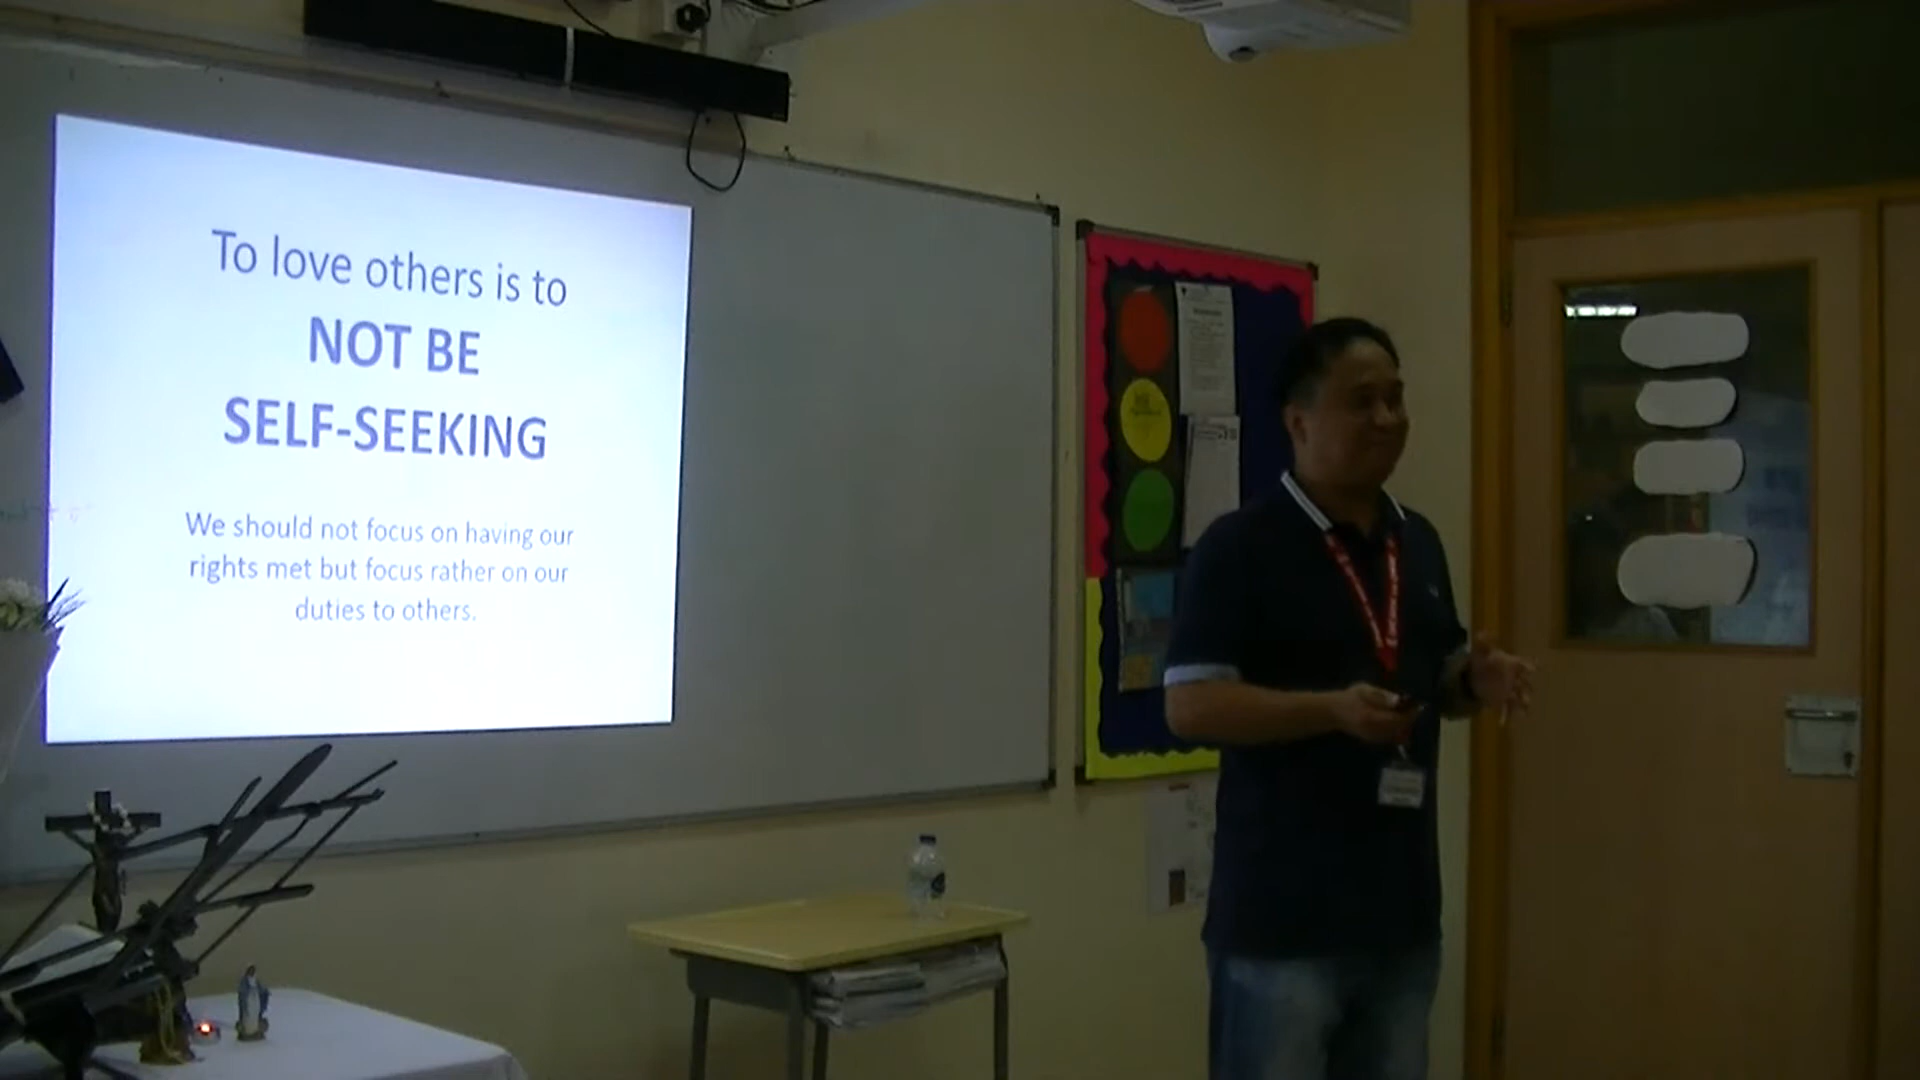 To love others is to
NOT BE
SELF-SEEKING
We should not focus on having our
rights met but focus rather on our
duties to others.